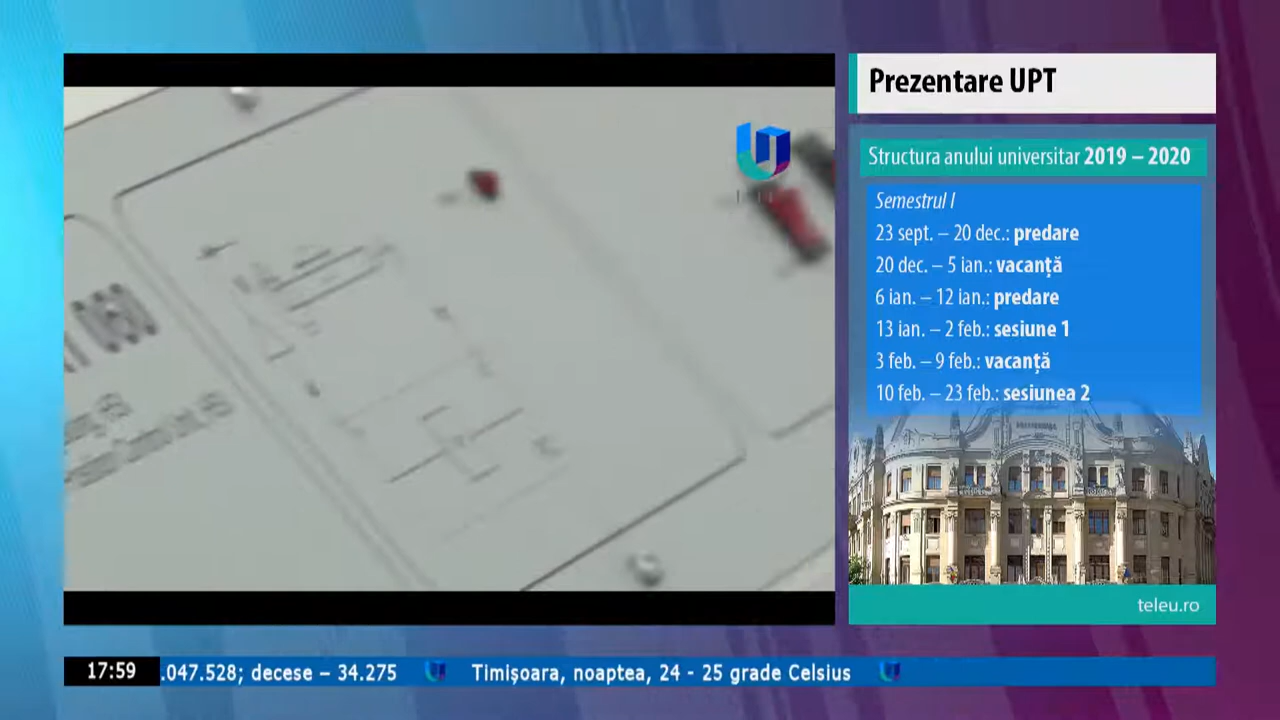 Prezentare UPT
Structura anului universitar 2019 – 2020
Semestrul I
23 sept. – 20 dec.: predare
20 dec. – 5 ian.: vacanță
6 ian. – 12 ian.: predare
13 ian. – 2 feb.: sesiune 1
3 feb. – 9 feb.: vacanță
10 feb. – 23 feb.: sesiunea 2
teleu.ro
17:59
.047.528; decese – 34.275
Timișoara, noaptea, 24 - 25 grade Celsius